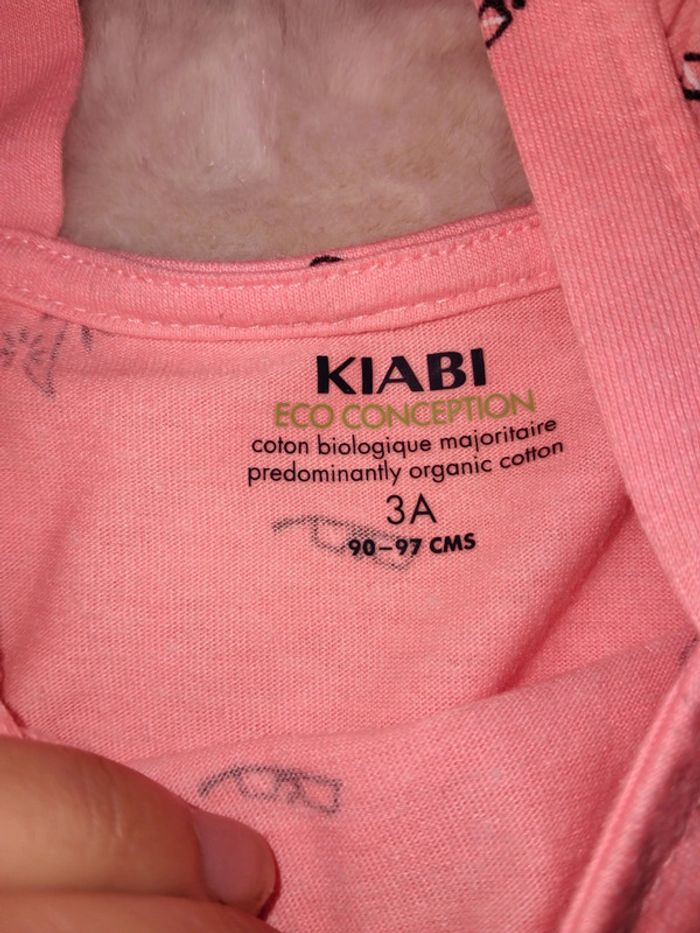 KIABI
ECO CONCEPTION
coton biologique majoritaire
predominantly organic cotton
3A
90-97 CMS